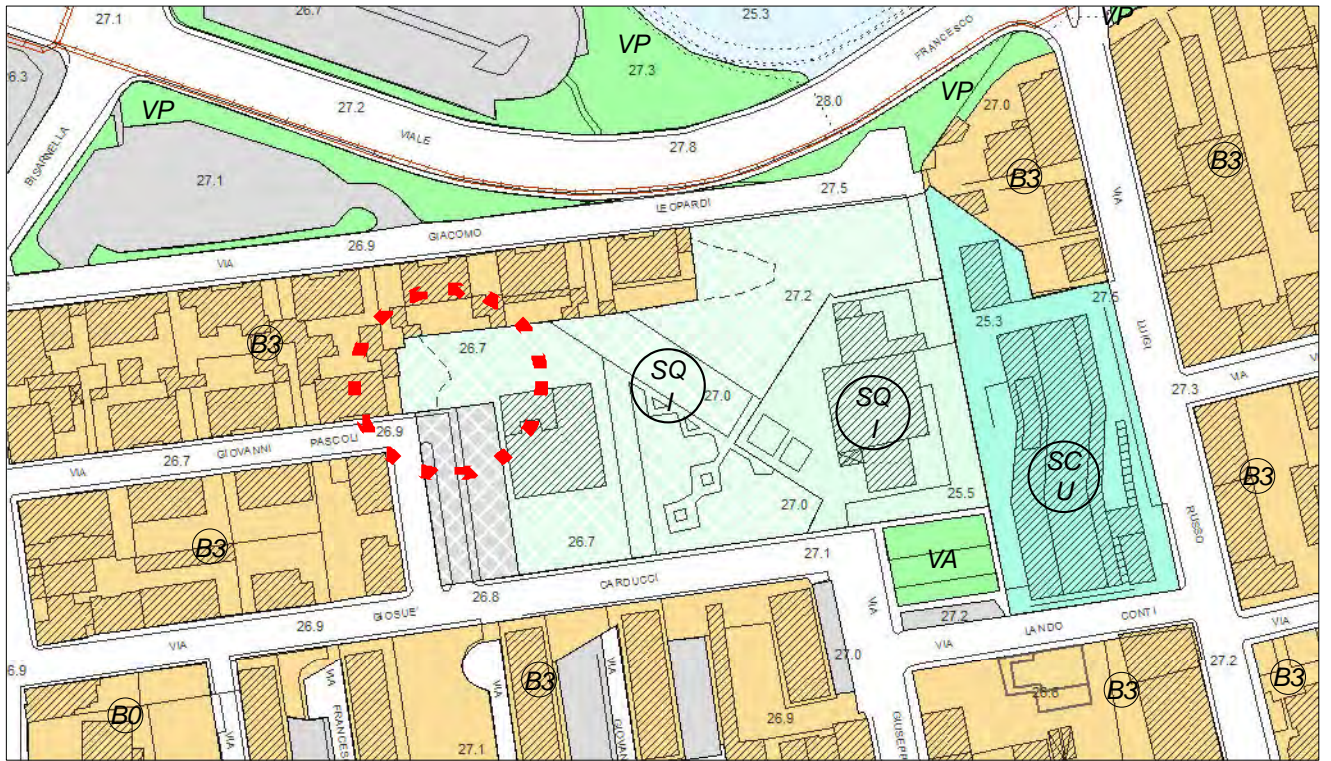 27.1
26.7
25.3
VP
FRANCESCO
VP
27.3
6.3
VP
27.2
28.0
VP
27.0
VIALE
27.8
BISARNELLA
27.1
B3
B3
27.5
VIA
LEOPARDI
GIACOMO
26.9
VIA
27.2
27.5
25.3
LUIGI
B3
26.7
SQ
I
27.0
SQ
I
27.3
VIA
26.9
PASCOLI
GIOVANNI
26.7
VIA
SC
U
B3
25.5
27.0
RUSSO
B3
26.7
27.1
VA
CARDUCCI
26.8
GIOSUE'
26.9
VIA
VIA
27.2
LANDO
CONTI
VIA
VIA
6.9
27.0
27.2
VIA
B3
VIA
VIA
B3
B3
B0
26.9
VIA
FRANCES
GIOVAN
GIUSEPP
27.1